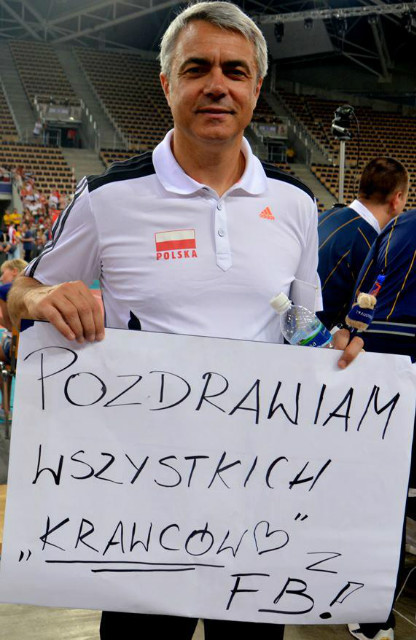 POLSKA
POZDRAWIAM
WSZYSTKICH
„KRAWCÓW♡”
Z
FB!